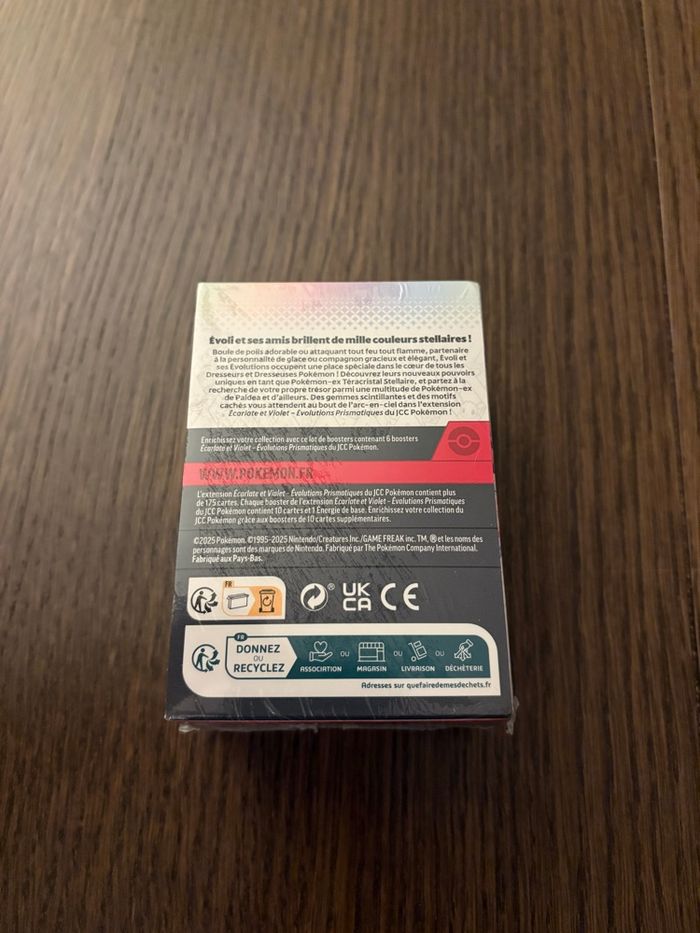 Évoli et ses amis brillent de mille couleurs stellaires !
Boule de poils adorable ou attaquant tout feu tout flamme, partenaire
à la personnalité de glace ou compagnon gracieux et élégant, Évoli et
ses Évolutions occupent une place spéciale dans le cœur de tous les
Dresseurs et Dresseuses Pokémon ! Découvrez leurs nouveaux pouvoirs
uniques en tant que Pokémon-ex Téracristal Stellaire, et partez à la
recherche de votre propre trésor parmi une multitude de Pokémon-ex
de Paldea et d'ailleurs. Des gemmes scintillantes et des motifs
cachés vous attendent au bout de l'arc-en-ciel dans l'extension
Écarlate et Violet – Évolutions Prismatiques du JCC Pokémon !
Enrichissez votre collection avec ce lot de boosters contenant 6 boosters
Écarlate et Violet – Évolutions Prismatiques du JCC Pokémon.
WWW.POKEMON.FR
L'extension Écarlate et Violet – Évolutions Prismatiques du JCC Pokémon contient plus
de 175 cartes. Chaque booster de l'extension Écarlate et Violet – Évolutions Prismatiques
du JCC Pokémon contient 10 cartes et 1 Énergie de base. Enrichissez votre collection du
JCC Pokémon grâce aux boosters de 10 cartes supplémentaires.
©2025 Pokémon. ©1995-2025 Nintendo/Creatures Inc./GAME FREAK inc. TM, ® et les noms des
personnages sont des marques de Nintendo. Fabriqué par The Pokémon Company International.
Fabriqué aux Pays-Bas.
FR
® UK
CA CE
FR
DONNEZ
OU
RECYCLEZ
ASSOCIATION OU MAGASIN OU LIVRAISON OU DÉCHÈTERIE
Adresses sur quefairedemesdechets.fr